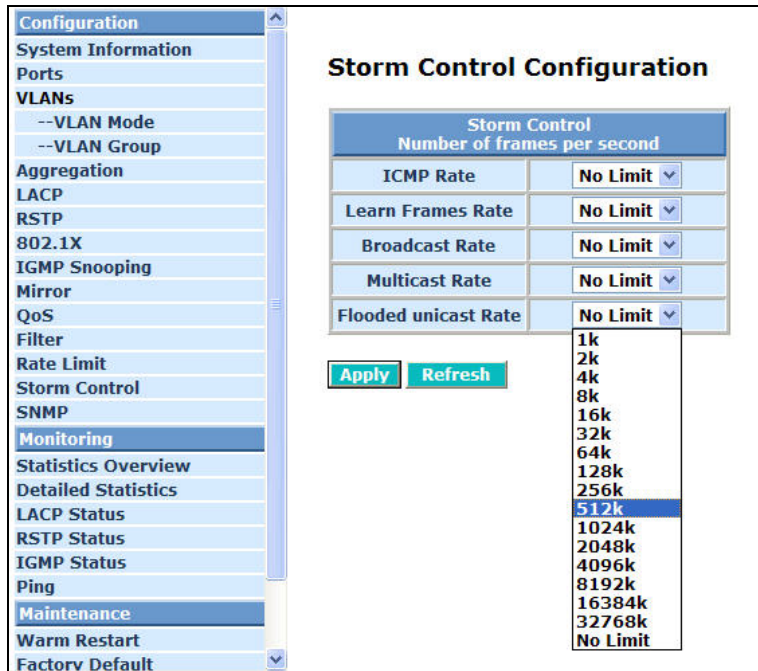 Configuration
System Information
Ports
VLANs
--VLAN Mode
--VLAN Group
Aggregation
LACP
RSTP
802.1X
IGMP Snooping
Mirror
QoS
Filter
Rate Limit
Storm Control
SNMP
Monitoring
Statistics Overview
Detailed Statistics
LACP Status
RSTP Status
IGMP Status
Ping
Maintenance
Warm Restart
Factory Default
Storm Control Configuration
Storm Control
Number of frames per second
ICMP Rate No Limit
Learn Frames Rate No Limit
Broadcast Rate No Limit
Multicast Rate No Limit
Flooded unicast Rate No Limit
1k
2k
4k
8k
16k
32k
64k
128k
256k
512k
1024k
2048k
4096k
8192k
16384k
32768k
No Limit
Apply Refresh